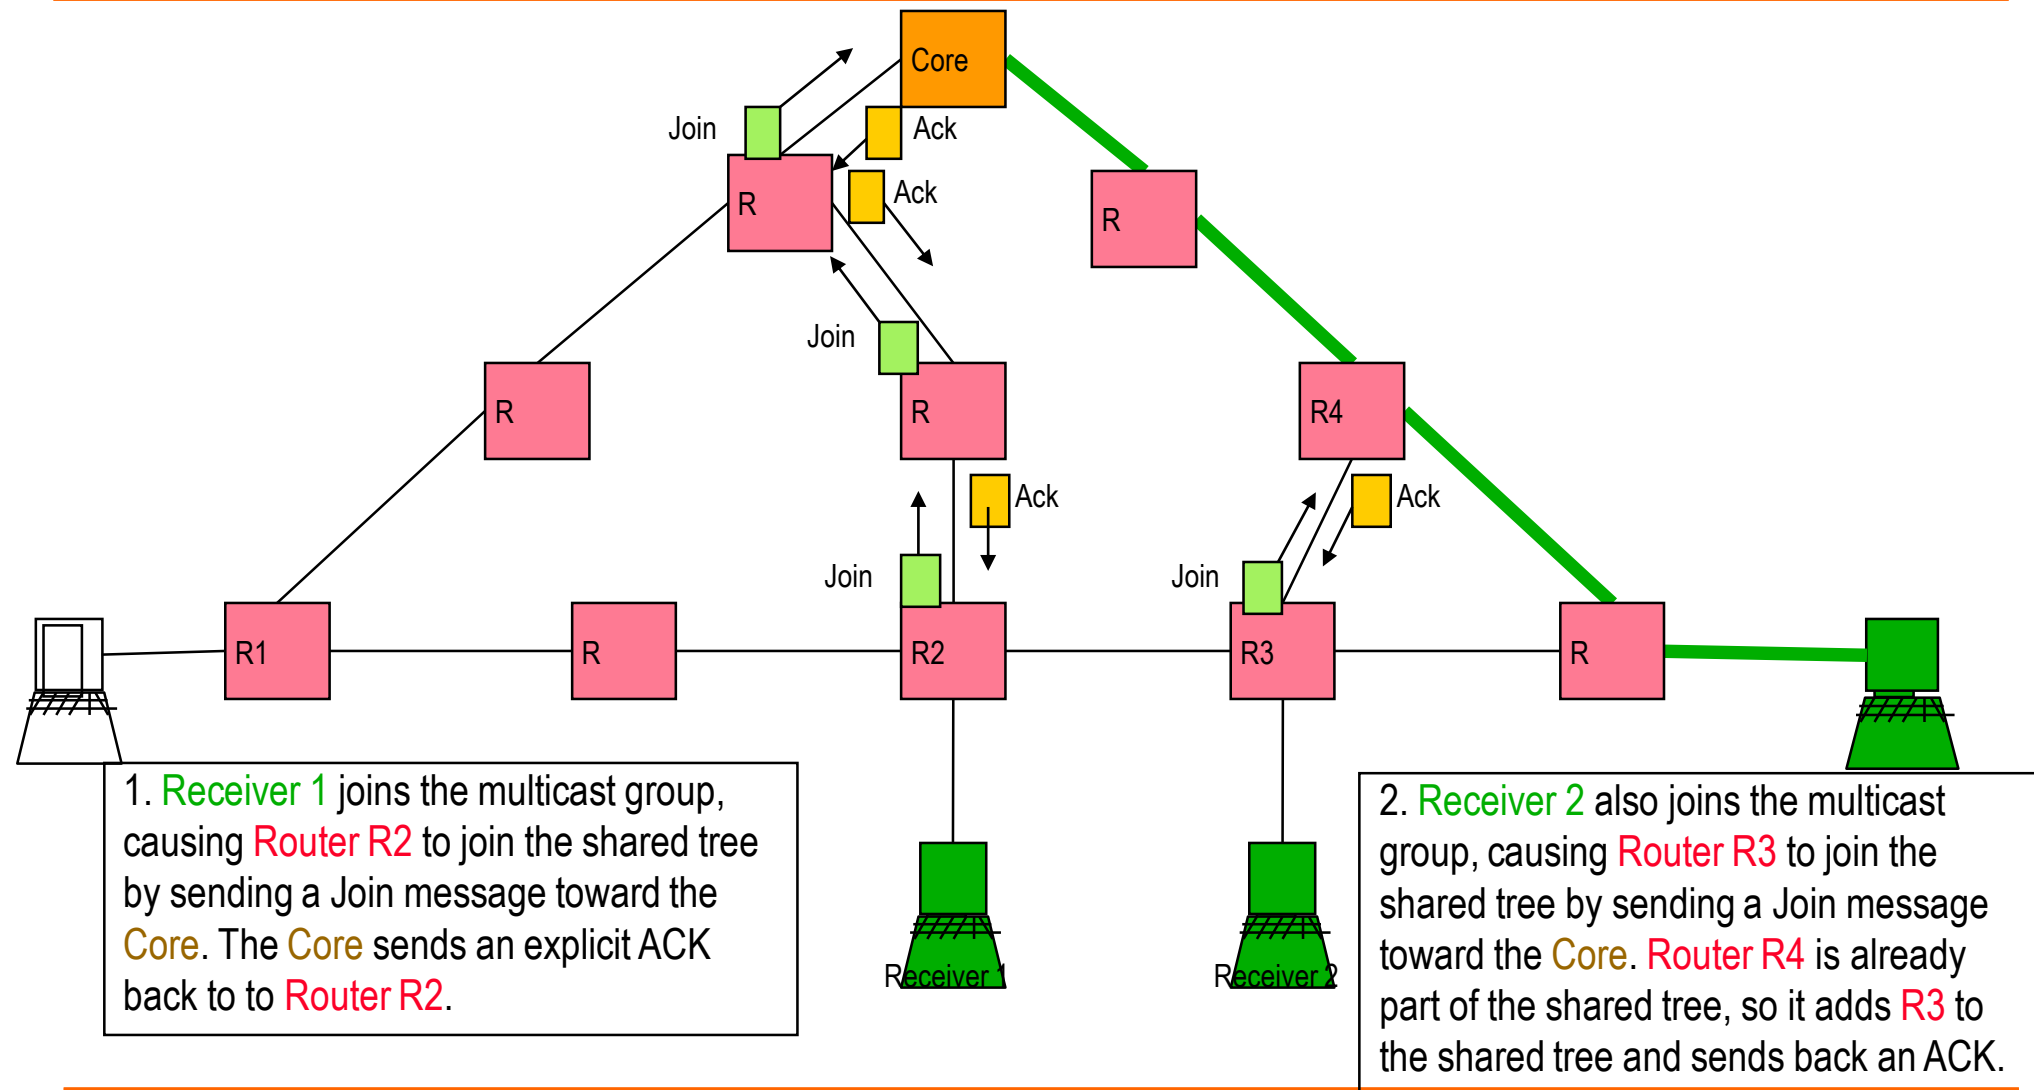 Core
Join
Ack
R
Ack
R
Join
R
R
R4
Ack
Ack
Join
Join
R1
R
R2
R3
R
1. Receiver 1 joins the multicast group,
causing Router R2 to join the shared tree
by sending a Join message toward the
Core. The Core sends an explicit ACK
back to to Router R2.
Receiver 1
Receiver 2
2. Receiver 2 also joins the multicast
group, causing Router R3 to join the
shared tree by sending a Join message
toward the Core. Router R4 is already
part of the shared tree, so it adds R3 to
the shared tree and sends back an ACK.